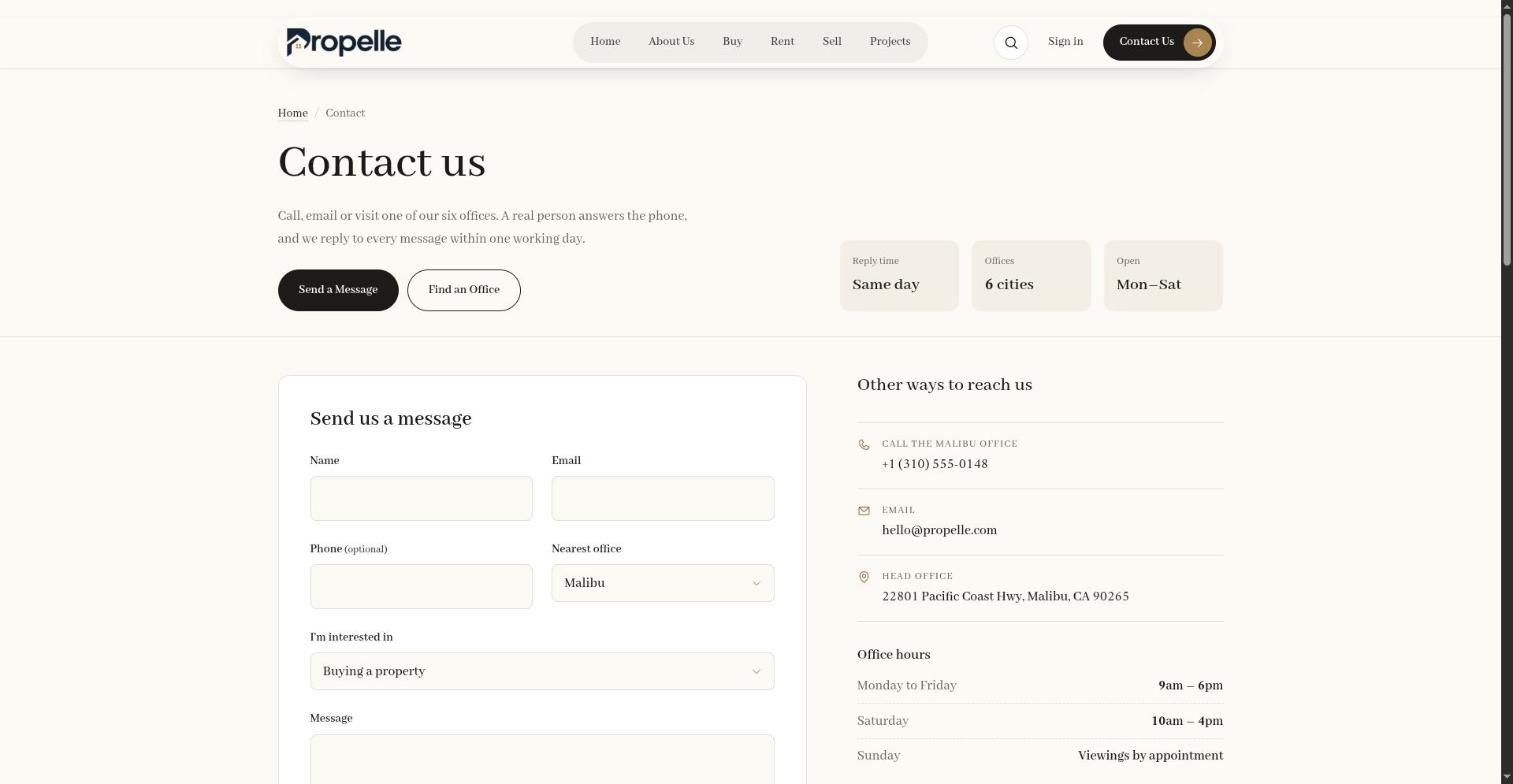 Propelle
Home
About Us
Buy
Rent
Sell
Projects
Sign in
Contact Us
Home / Contact
Contact us
Call, email or visit one of our six offices. A real person answers the phone,
and we reply to every message within one working day.
Send a Message
Find an Office
Reply time
Same day
Offices
6 cities
Open
Mon–Sat
Send us a message
Name
Email
Phone (optional)
Nearest office
Malibu
I'm interested in
Buying a property
Message
Other ways to reach us
CALL THE MALIBU OFFICE
+1 (310) 555-0148
EMAIL
hello@propelle.com
HEAD OFFICE
22801 Pacific Coast Hwy, Malibu, CA 90265
Office hours
Monday to Friday 9am – 6pm
Saturday 10am – 4pm
Sunday Viewings by appointment